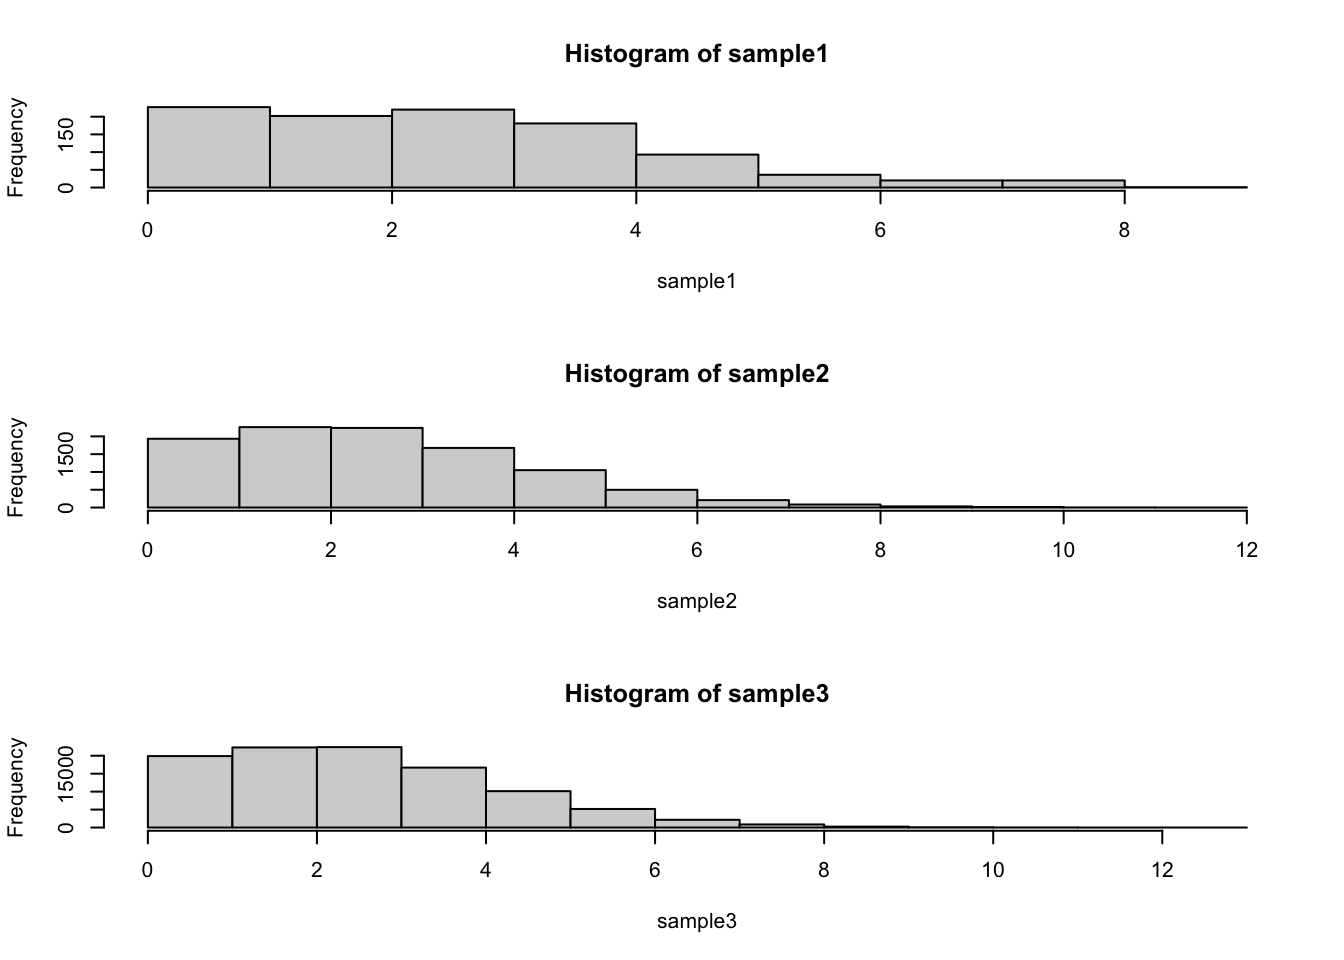 Histogram of sample1
Frequency
150
0
0 2 4 6 8
sample1
Histogram of sample2
Frequency
1500
0
0 2 4 6 8 10 12
sample2
Histogram of sample3
Frequency
15000
0
0 2 4 6 8 10 12
sample3